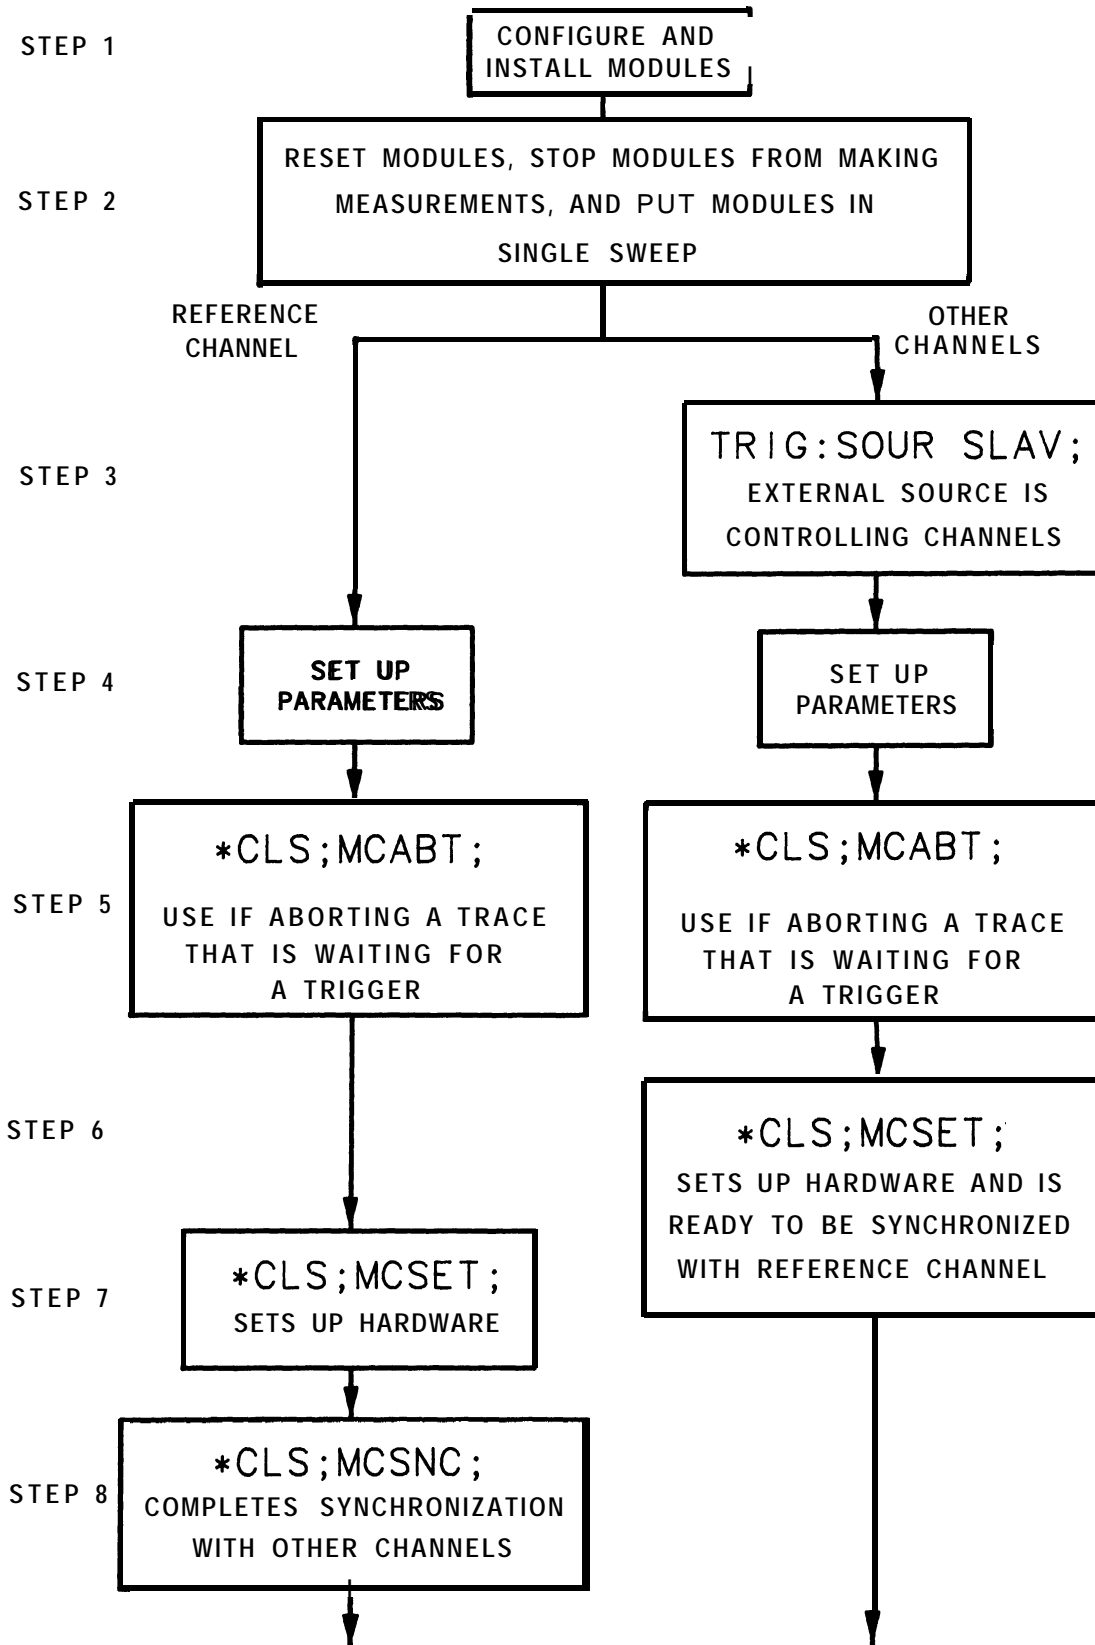 STEP 1
CONFIGURE AND
INSTALL MODULES
STEP 2
RESET MODULES, STOP MODULES FROM MAKING
MEASUREMENTS, AND PUT MODULES IN
SINGLE SWEEP
REFERENCE
CHANNEL
OTHER
CHANNELS
STEP 3
TRIG:SOUR SLAV;
EXTERNAL SOURCE IS
CONTROLLING CHANNELS
STEP 4
SET UP
PARAMETERS
SET UP
PARAMETERS
STEP 5
*CLS;MCABT;
USE IF ABORTING A TRACE
THAT IS WAITING FOR
A TRIGGER
*CLS;MCABT;
USE IF ABORTING A TRACE
THAT IS WAITING FOR
A TRIGGER
STEP 6
*CLS;MCSET;
SETS UP HARDWARE AND IS
READY TO BE SYNCHRONIZED
WITH REFERENCE CHANNEL
STEP 7
*CLS;MCSET;
SETS UP HARDWARE
STEP 8
*CLS;MCSNC;
COMPLETES SYNCHRONIZATION
WITH OTHER CHANNELS